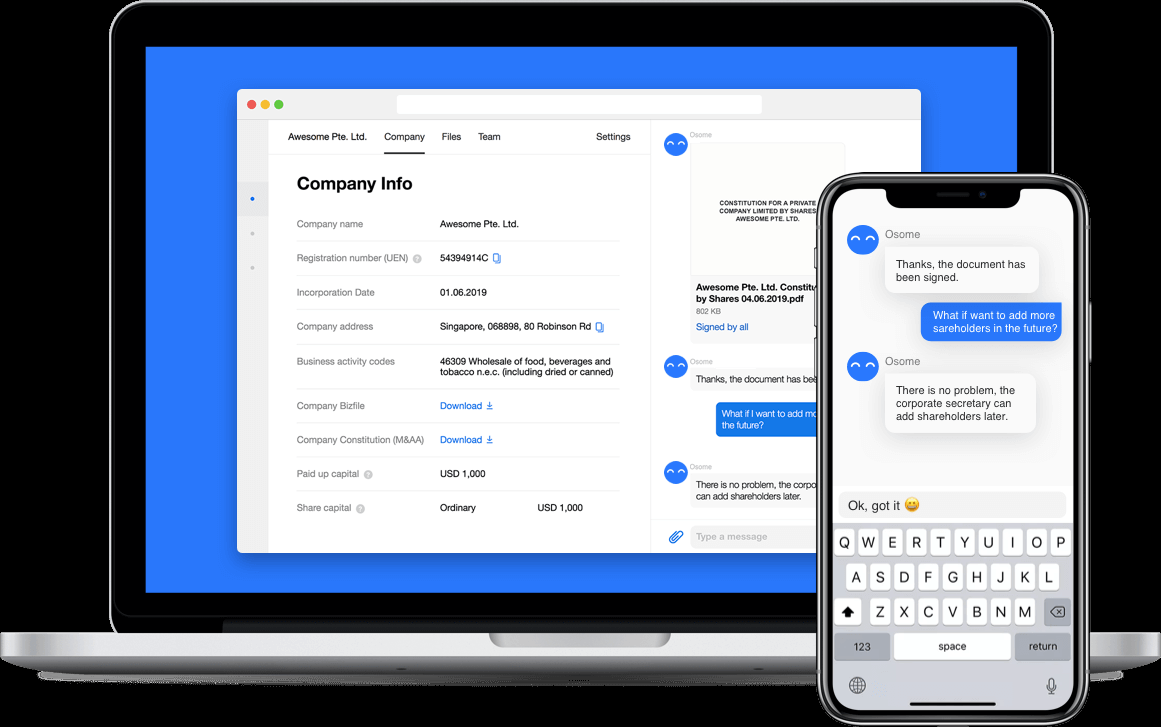 Awesome Pte. Ltd. Company Files Team Settings
Company Info
Company name Awesome Pte. Ltd.
Registration number (UEN) ? 54394914C
Incorporation Date 01.06.2019
Company address Singapore, 068898, 80 Robinson Rd
Business activity codes 46309 Wholesale of food, beverages and
tobacco n.e.c. (including dried or canned)
Company Bizfile Download
Company Constitution (M&AA) Download
Paid up capital ? USD 1,000
Share capital ? Ordinary USD 1,000
Osome
CONSTITUTION FOR A PRIVATE
COMPANY LIMITED BY SHARES
AWESOME PTE. LTD.
Awesome Pte. Ltd.
by Shares 04.06.2019.pdf
802 KB
Signed by all
Osome
Thanks, the document has
What if I want to add
the future?
Osome
There is no problem, the
can add shareholders later.
Type a message
Osome
Thanks, the document has
been signed.
What if want to add more
sareholders in the future?
Osome
There is no problem, the
corporate secretary can
add shareholders later.
Ok, got it 😀
Q W E R T Y U I O P
A S D F G H J K L
Z X C V B N M
123 space return